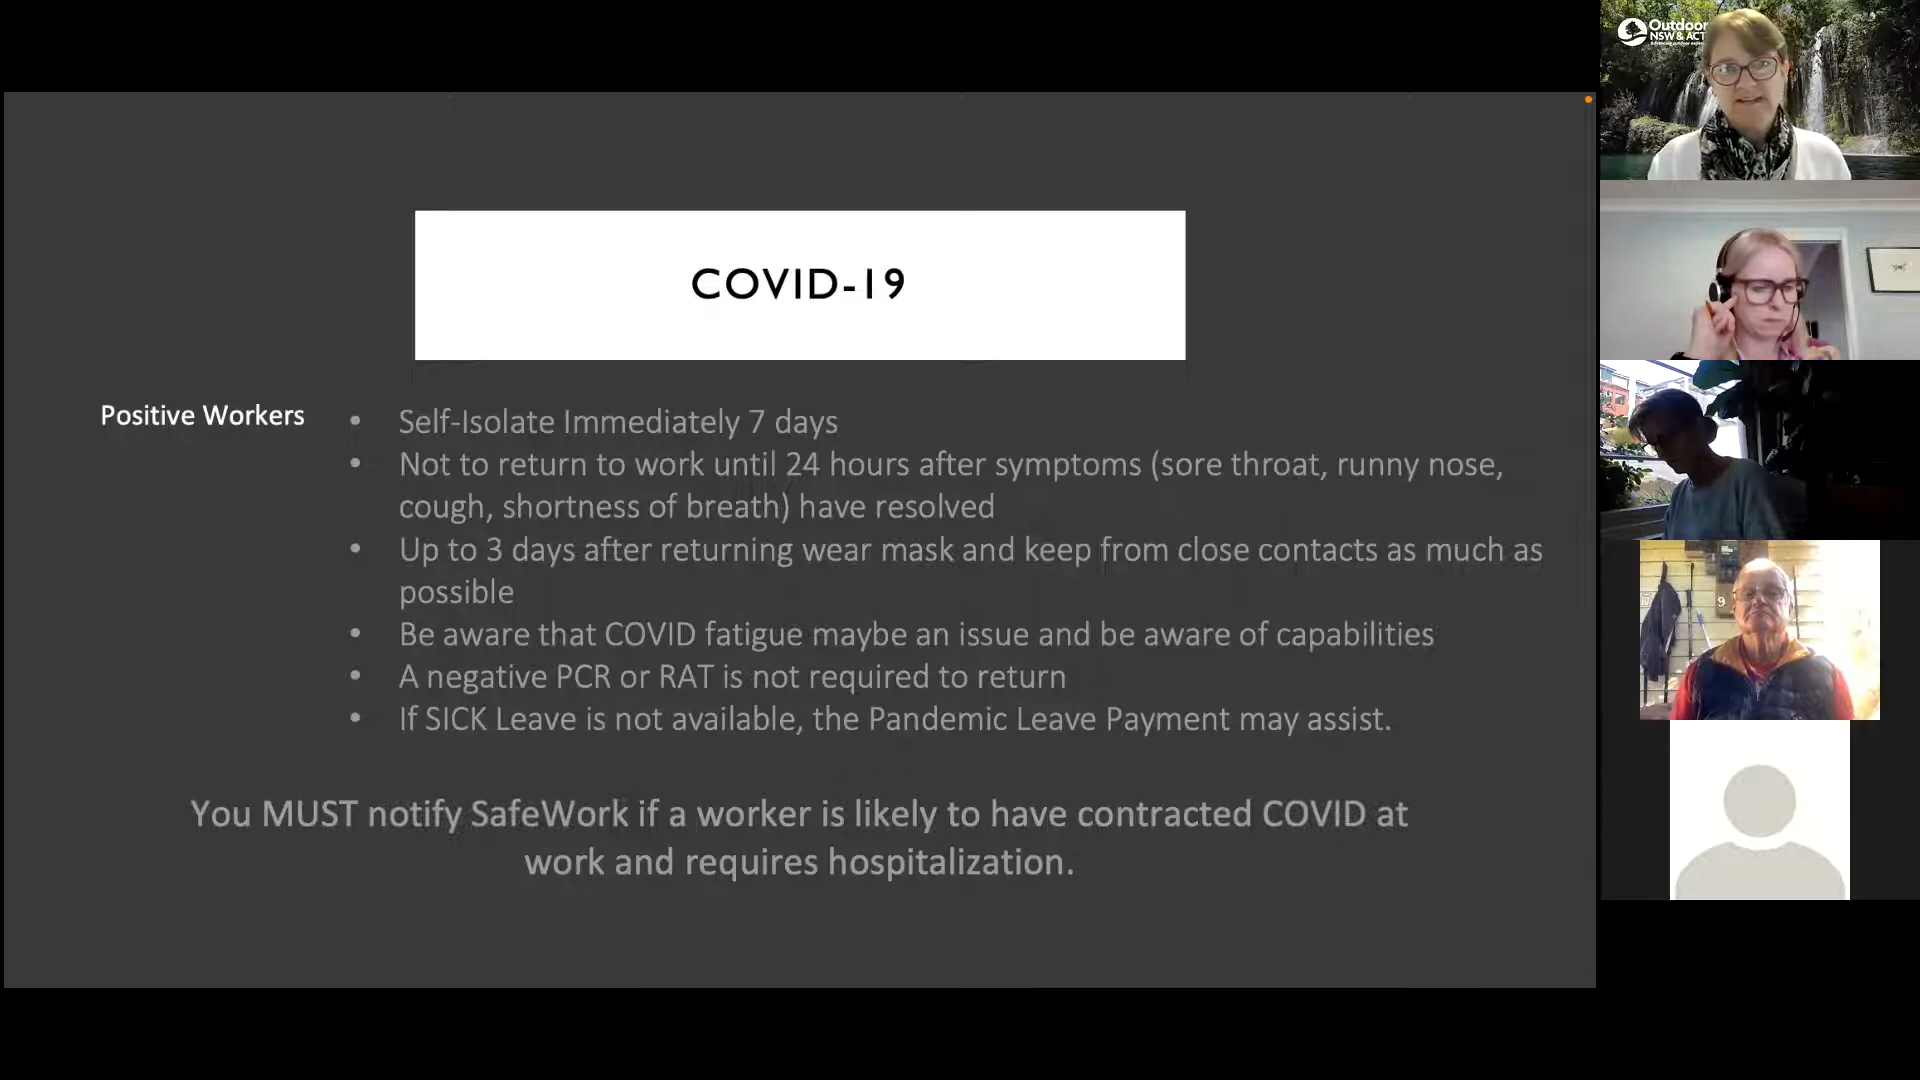 Outdoor
NSW & ACT
COVID-19
Positive Workers
• Self-Isolate Immediately 7 days
• Not to return to work until 24 hours after symptoms (sore throat, runny nose,
cough, shortness of breath) have resolved
• Up to 3 days after returning wear mask and keep from close contacts as much as
possible
• Be aware that COVID fatigue maybe an issue and be aware of capabilities
• A negative PCR or RAT is not required to return
• If SICK Leave is not available, the Pandemic Leave Payment may assist.
You MUST notify SafeWork if a worker is likely to have contracted COVID at
work and requires hospitalization.
9